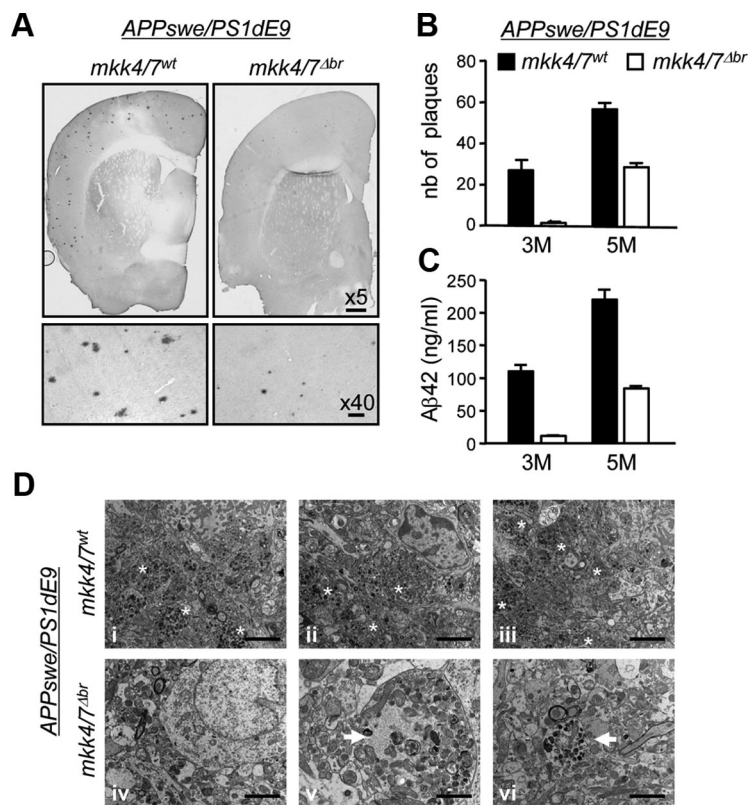 A
APPswe/PS1dE9
mkk4/7wt
mkk4/7Δbr
x5
x40
B
APPswe/PS1dE9
mkk4/7wt
mkk4/7Δbr
nb of plaques
80
60
40
20
0
3M
5M
C
Aβ42 (ng/ml)
250
200
150
100
50
0
3M
5M
D
APPswe/PS1dE9
mkk4/7wt
mkk4/7Δbr
i
ii
iii
iv
v
vi